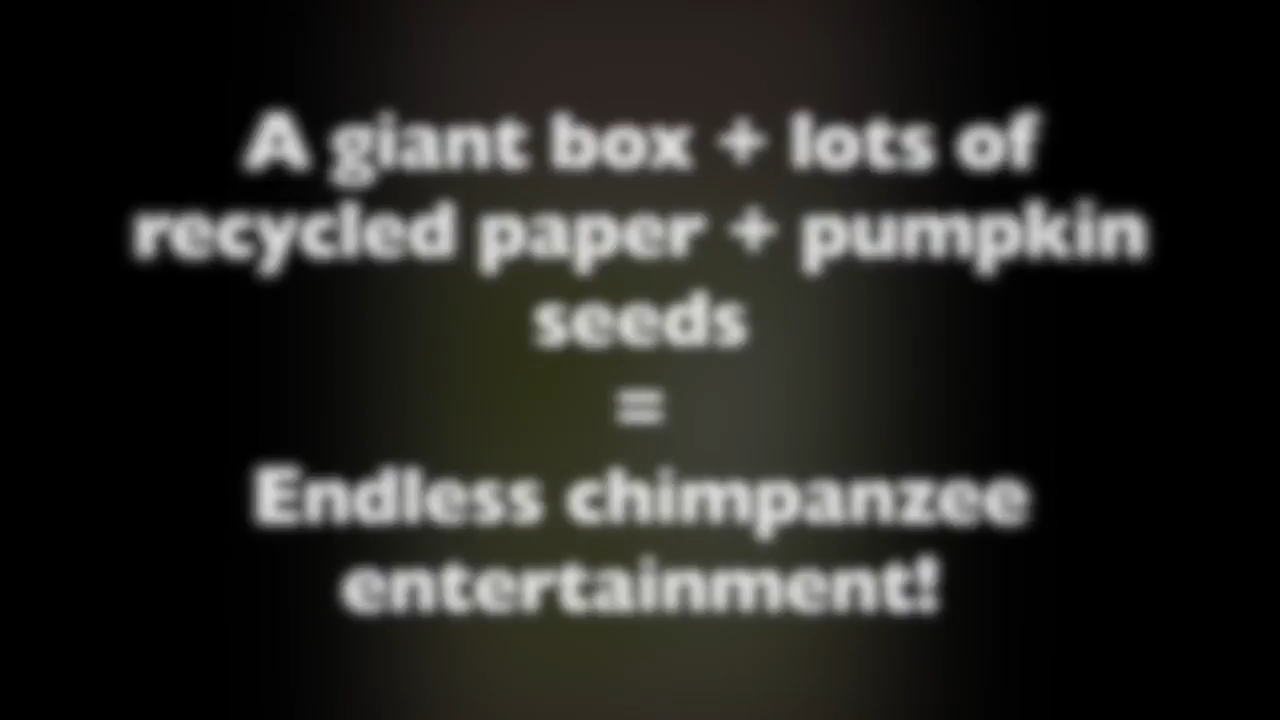 A giant box + lots of
recycled paper + pumpkin
seeds
=
Endless chimpanzee
entertainment!